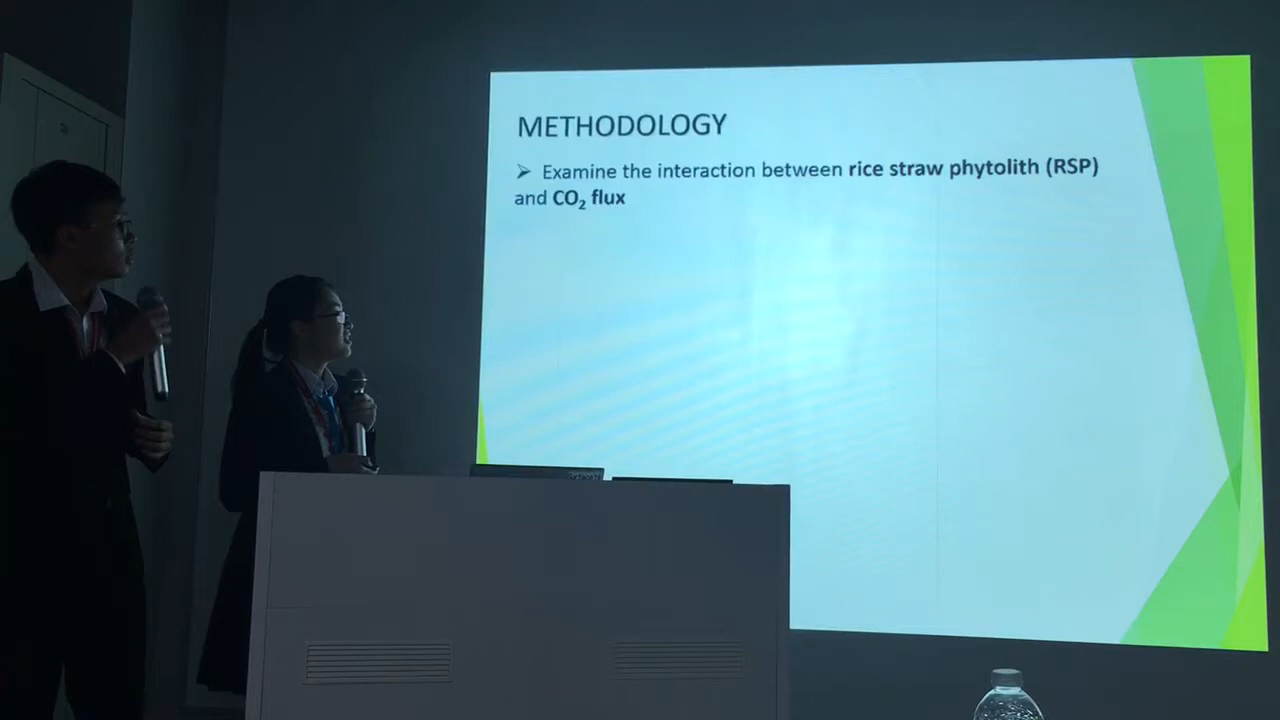 METHODOLOGY
➢ Examine the interaction between rice straw phytolith (RSP)
and CO₂ flux